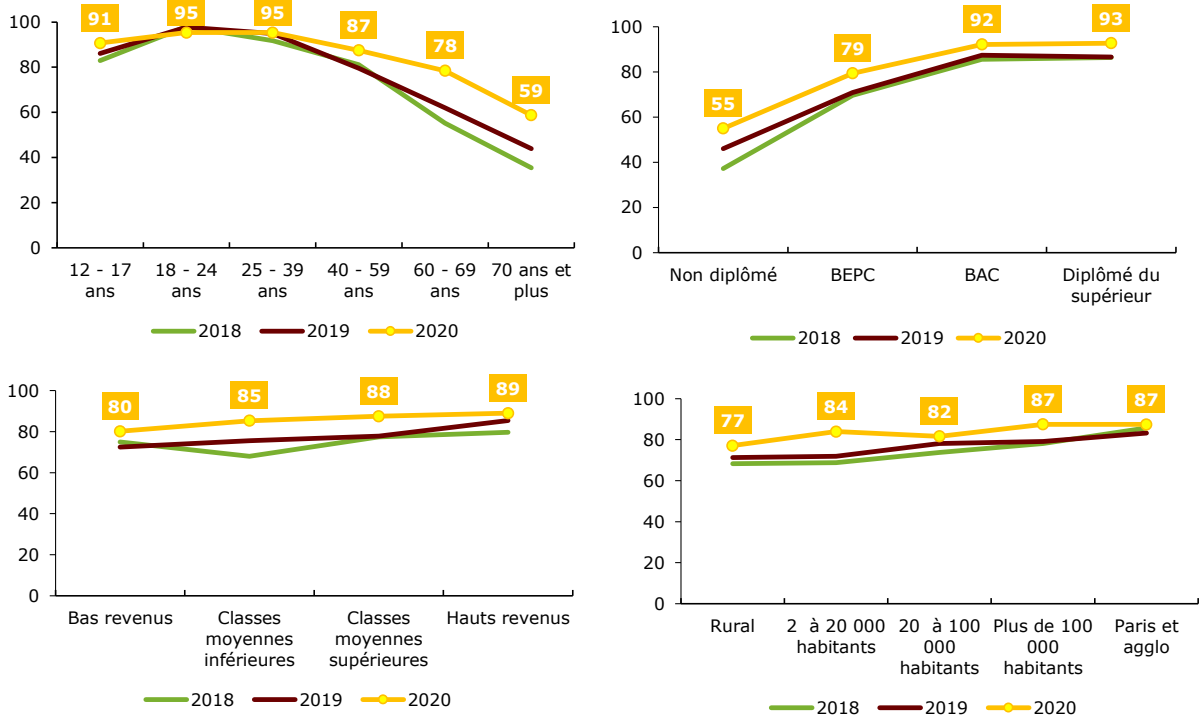 91 95 95 87 78 59
100
80
60
40
20
0
12 - 17 ans
18 - 24 ans
25 - 39 ans
40 - 59 ans
60 - 69 ans
70 ans et plus
2018 2019 2020
55 79 92 93
100
80
60
40
20
0
Non diplômé
BEPC
BAC
Diplômé du supérieur
2018 2019 2020
80 85 88 89
100
80
60
40
20
0
Bas revenus
Classes moyennes inférieures
Classes moyennes supérieures
Hauts revenus
2018 2019 2020
77 84 82 87 87
100
80
60
40
20
0
Rural
2 à 20 000 habitants
20 à 100 000 habitants
Plus de 100 000 habitants
Paris et agglo
2018 2019 2020